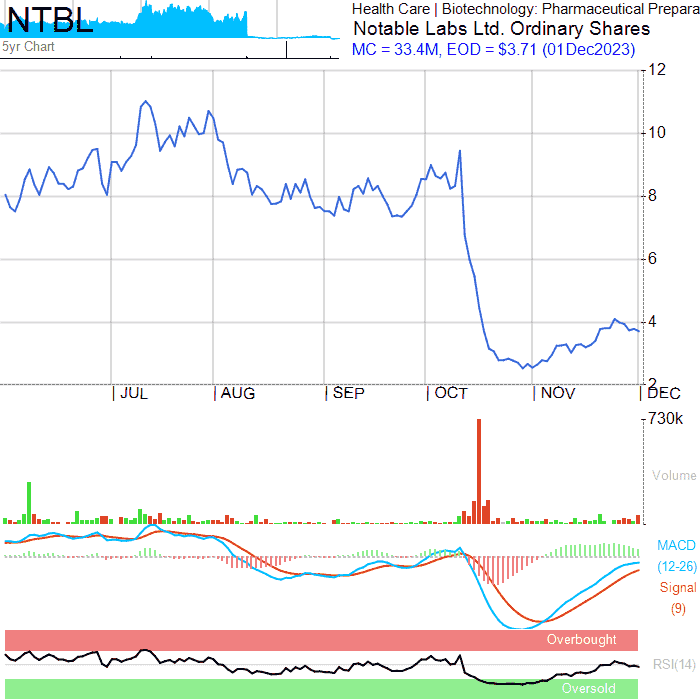 NTBL
5yr Chart
Health Care | Biotechnology: Pharmaceutical Prepara
Notable Labs Ltd. Ordinary Shares
MC = 33.4M, EOD = $3.71 (01Dec2023)
12
10
8
6
4
2
JUL AUG SEP OCT NOV DEC
730k
Volume
MACD
(12-26)
Signal
(9)
Overbought
RSI(14)
Oversold